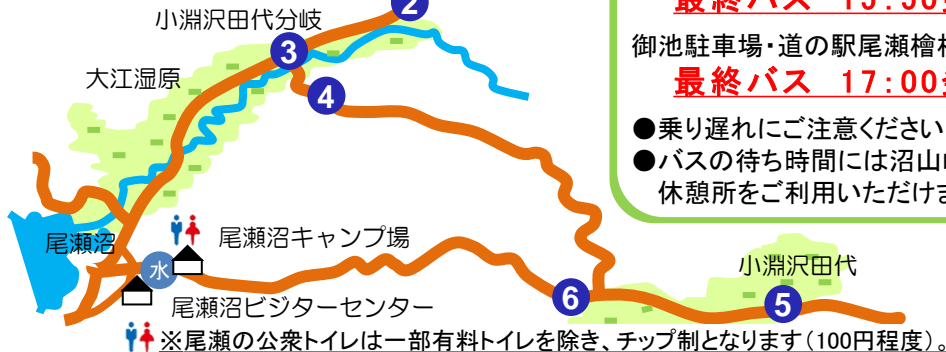 2
小淵沢田代分岐
3
大江湿原
4
御池駐車場・道の駅尾瀬檜
最終バス 17:00
●乗り遅れにご注意ください
●バスの待ち時間には沼山
休憩所をご利用いただけま
尾瀬沼
水
尾瀬沼キャンプ場
尾瀬沼ビジターセンター
小淵沢田代
6
5
※尾瀬の公衆トイレは一部有料トイレを除き、チップ制となります(100円程度)。